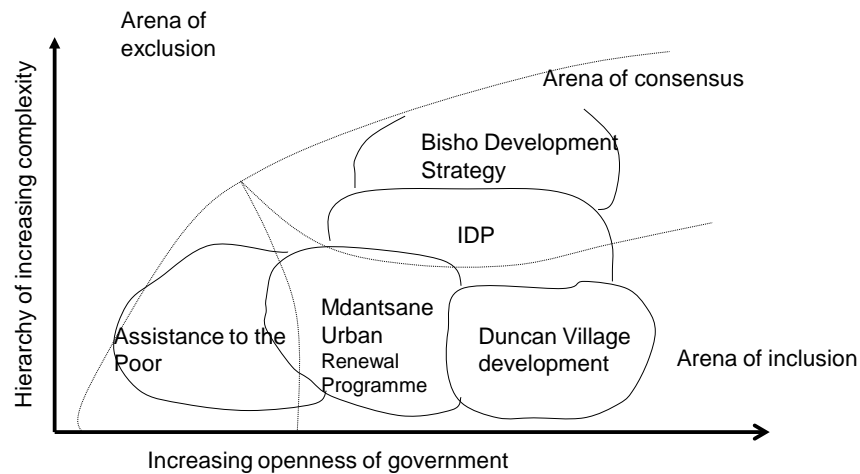 Arena of
exclusion
Hierarchy of increasing complexity
Arena of consensus
Bisho Development
Strategy
IDP
Assistance to the
Poor
Mdantsane
Urban
Renewal
Programme
Duncan Village
development
Arena of inclusion
Increasing openness of government